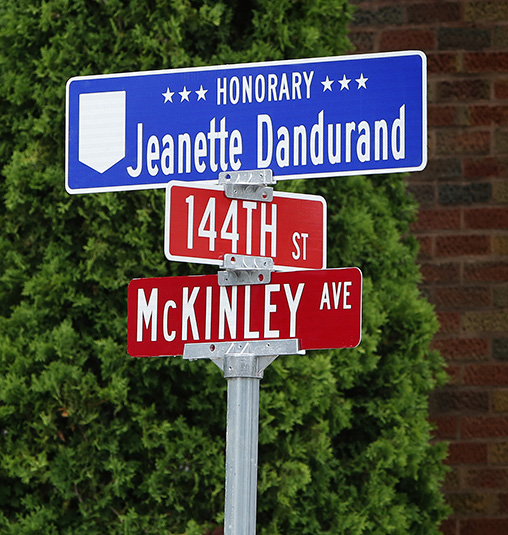 ★★★ HONORARY ★★★
Jeanette Dandurand
144TH ST
McKINLEY AVE